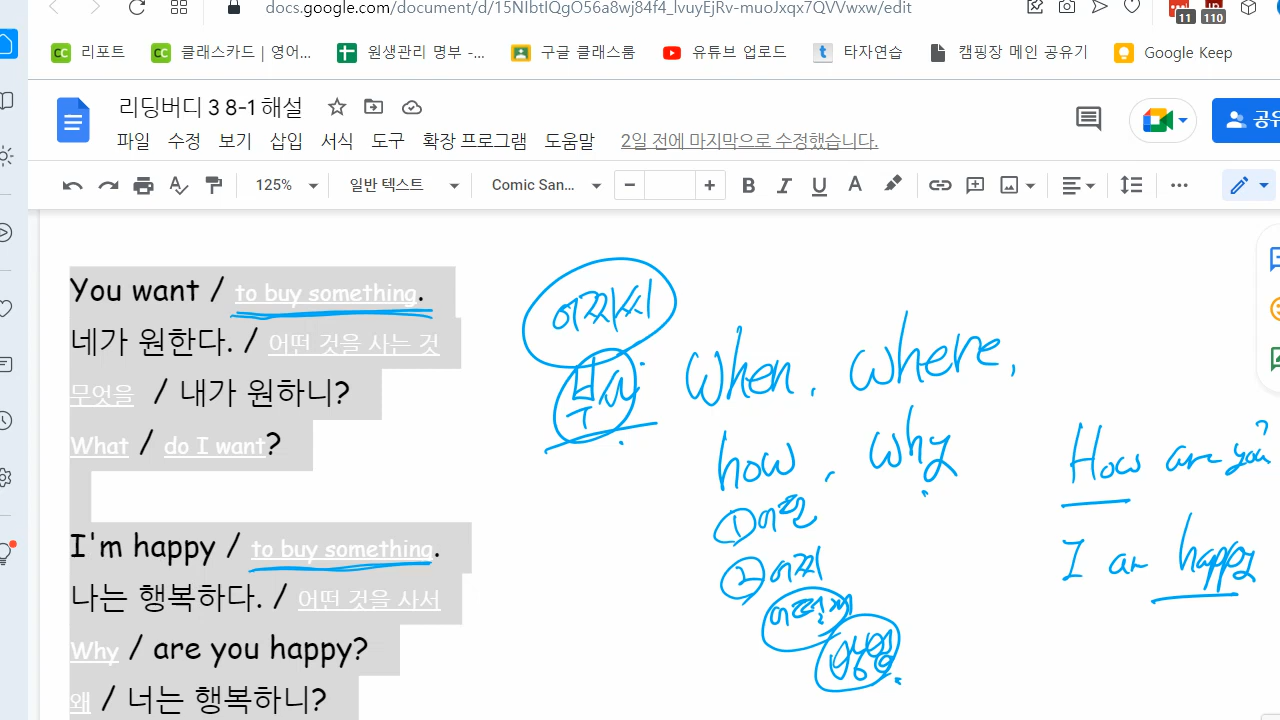 docs.google.com/document/d/15NIbtIQgO56a8wj84f4_lvuyEjRv-muoJxqx7QVVwxw/edit
11 110
리포트 클래스카드 | 영어... 원생관리 명부 -... 구글 클래스룸 유튜브 업로드 타자연습 캠핑장 메인 공유기 Google Keep
리딩버디 3 8-1 해설
공유
파일 수정 보기 삽입 서식 도구 확장 프로그램 도움말 2일 전에 마지막으로 수정했습니다.
125% 일반 텍스트 Comic San...
You want / to buy something.
네가 원한다. / 어떤 것을 사는 것
무엇을 / 내가 원하니?
What / do I want?
I'm happy / to buy something.
나는 행복하다. / 어떤 것을 사서
Why / are you happy?
왜 / 너는 행복하니?
어찌씨
부사
When, where,
how, why
① 어떤
② 어찌
어떻게
방법
How are you?
I am happy